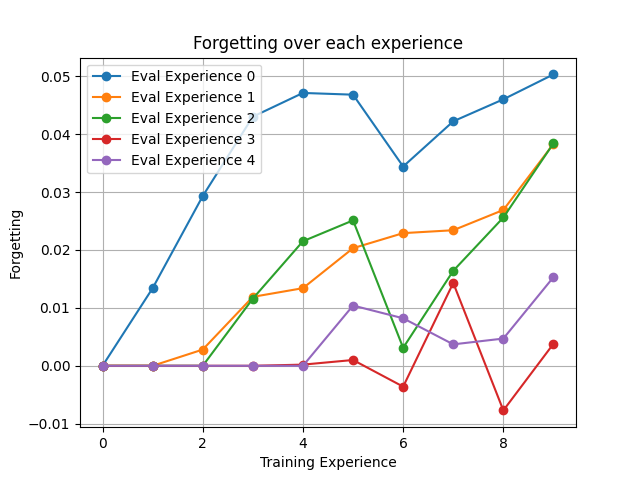 Forgetting over each experience
Eval Experience 0
Eval Experience 1
Eval Experience 2
Eval Experience 3
Eval Experience 4
0.05
0.04
0.03
0.02
0.01
0.00
−0.01
Forgetting
0 2 4 6 8
Training Experience